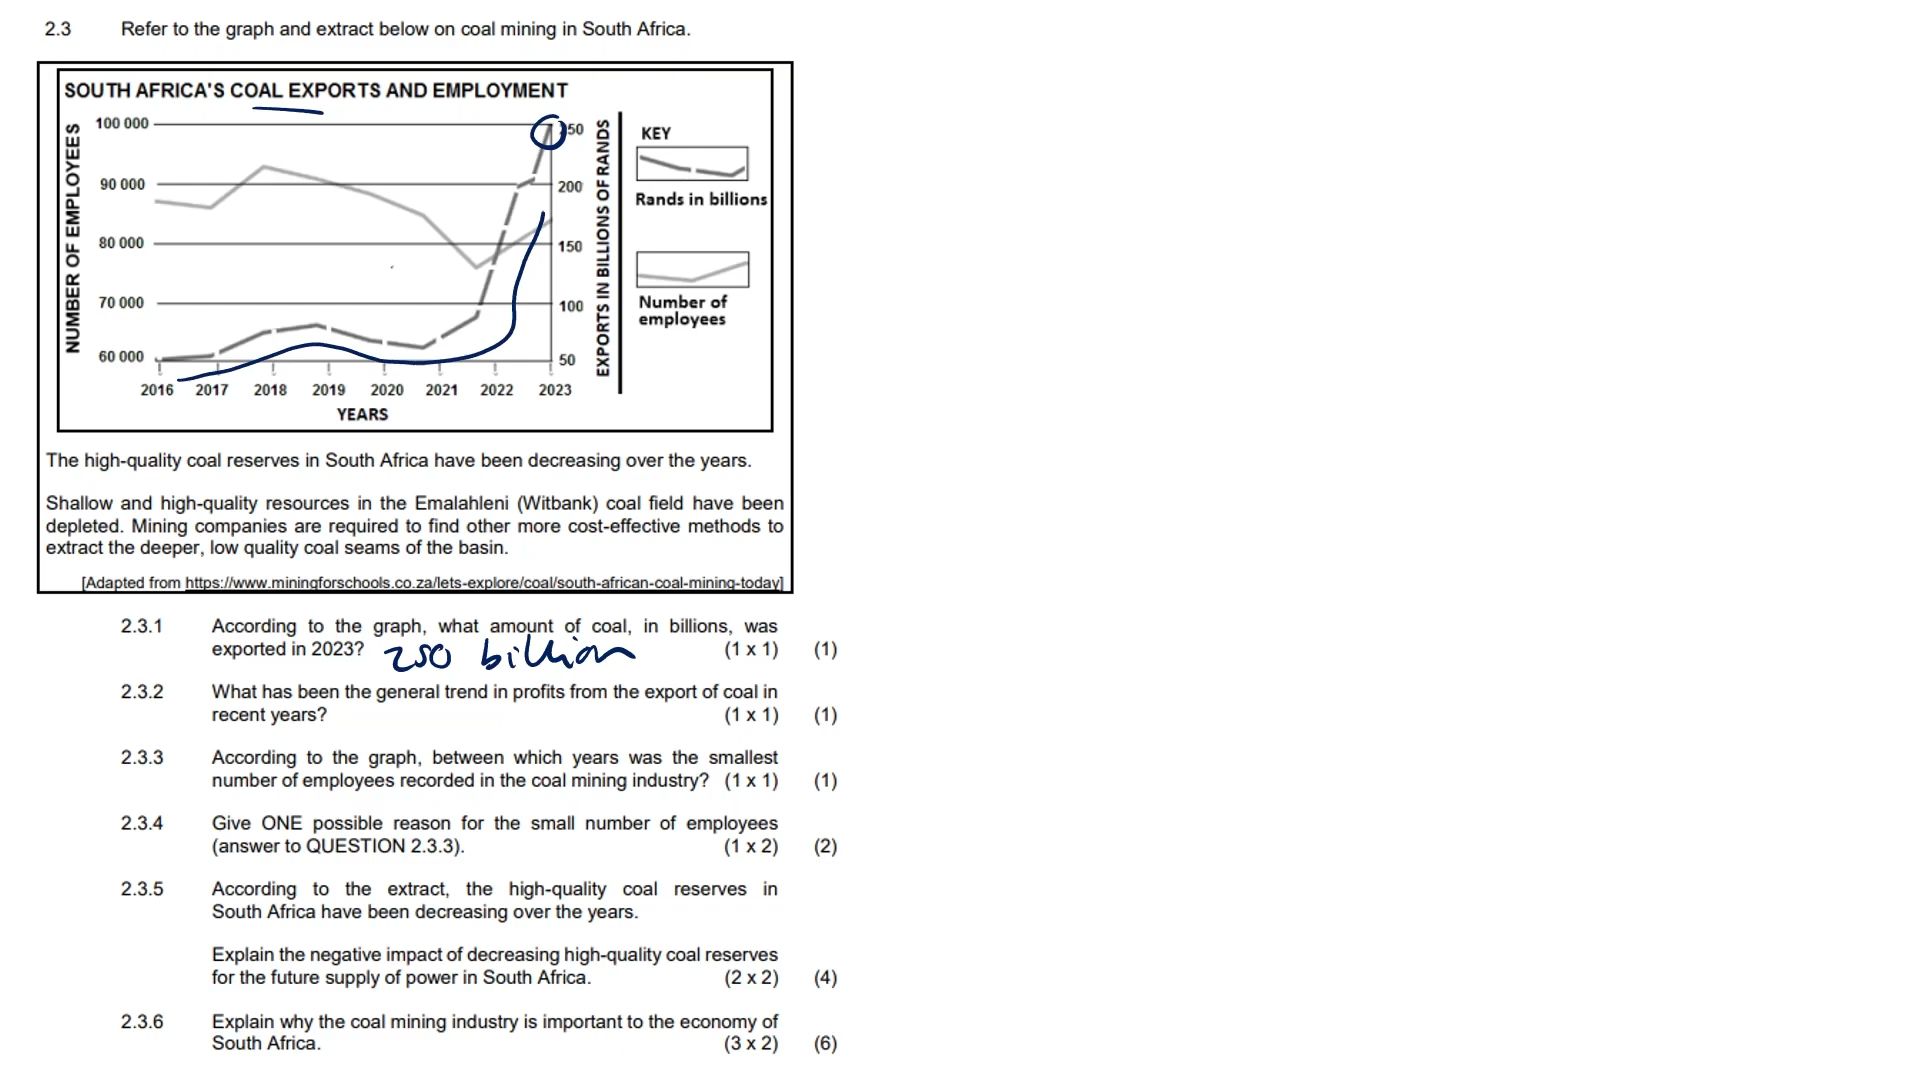 2.3 Refer to the graph and extract below on coal mining in South Africa.
SOUTH AFRICA'S COAL EXPORTS AND EMPLOYMENT
NUMBER OF EMPLOYEES
100 000
90 000
80 000
70 000
60 000
250
200
150
100
50
EXPORTS IN BILLIONS OF RANDS
2016 2017 2018 2019 2020 2021 2022 2023
YEARS
KEY
Rands in billions
Number of
employees
The high-quality coal reserves in South Africa have been decreasing over the years.
Shallow and high-quality resources in the Emalahleni (Witbank) coal field have been
depleted. Mining companies are required to find other more cost-effective methods to
extract the deeper, low quality coal seams of the basin.
[Adapted from https://www.miningforschools.co.za/lets-explore/coal/south-african-coal-mining-today]
2.3.1 According to the graph, what amount of coal, in billions, was
exported in 2023? 250 billion (1 x 1) (1)
2.3.2 What has been the general trend in profits from the export of coal in
recent years? (1 x 1) (1)
2.3.3 According to the graph, between which years was the smallest
number of employees recorded in the coal mining industry? (1 x 1) (1)
2.3.4 Give ONE possible reason for the small number of employees
(answer to QUESTION 2.3.3). (1 x 2) (2)
2.3.5 According to the extract, the high-quality coal reserves in
South Africa have been decreasing over the years.
Explain the negative impact of decreasing high-quality coal reserves
for the future supply of power in South Africa. (2 x 2) (4)
2.3.6 Explain why the coal mining industry is important to the economy of
South Africa. (3 x 2) (6)